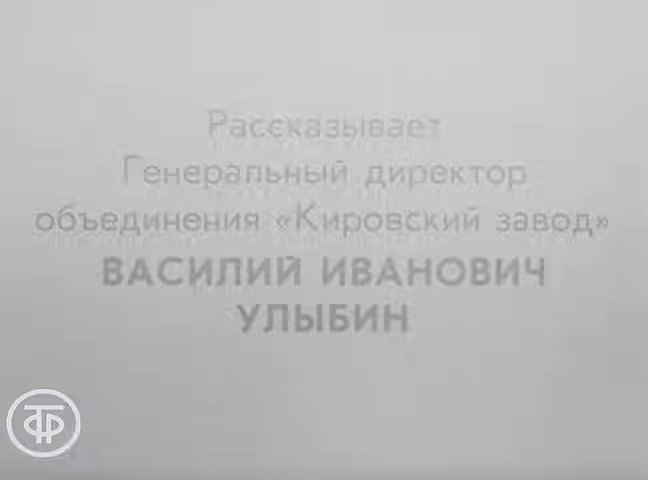 Рассказывает
Генеральный директор
объединения «Кировский завод»
ВАСИЛИЙ ИВАНОВИЧ
УЛЫБИН